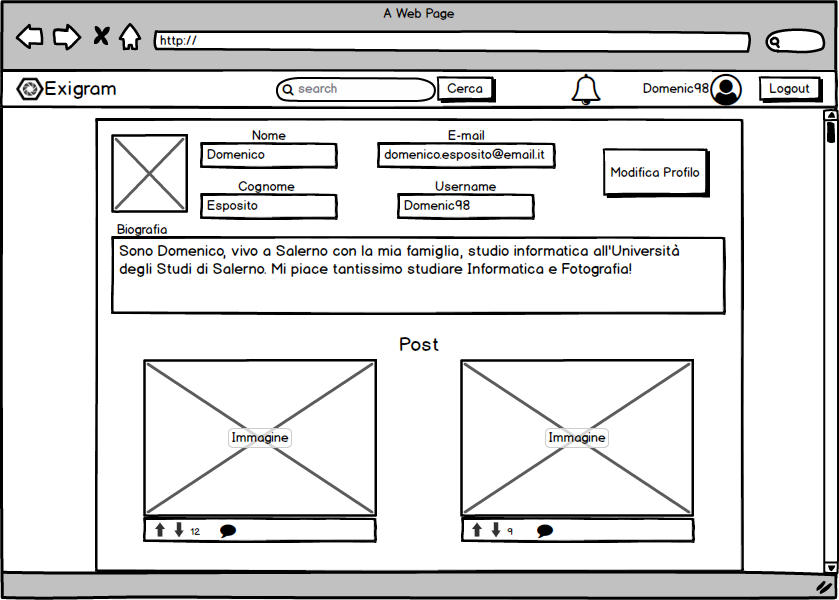 A Web Page
http://
Exigram
search
Cerca
Domenic98
Logout
Nome
Domenico
E-mail
domenico.esposito@email.it
Modifica Profilo
Cognome
Esposito
Username
Domenic98
Biografia
Sono Domenico, vivo a Salerno con la mia famiglia, studio informatica all'Università
degli Studi di Salerno. Mi piace tantissimo studiare Informatica e Fotografia!
Post
Immagine
Immagine
12
9